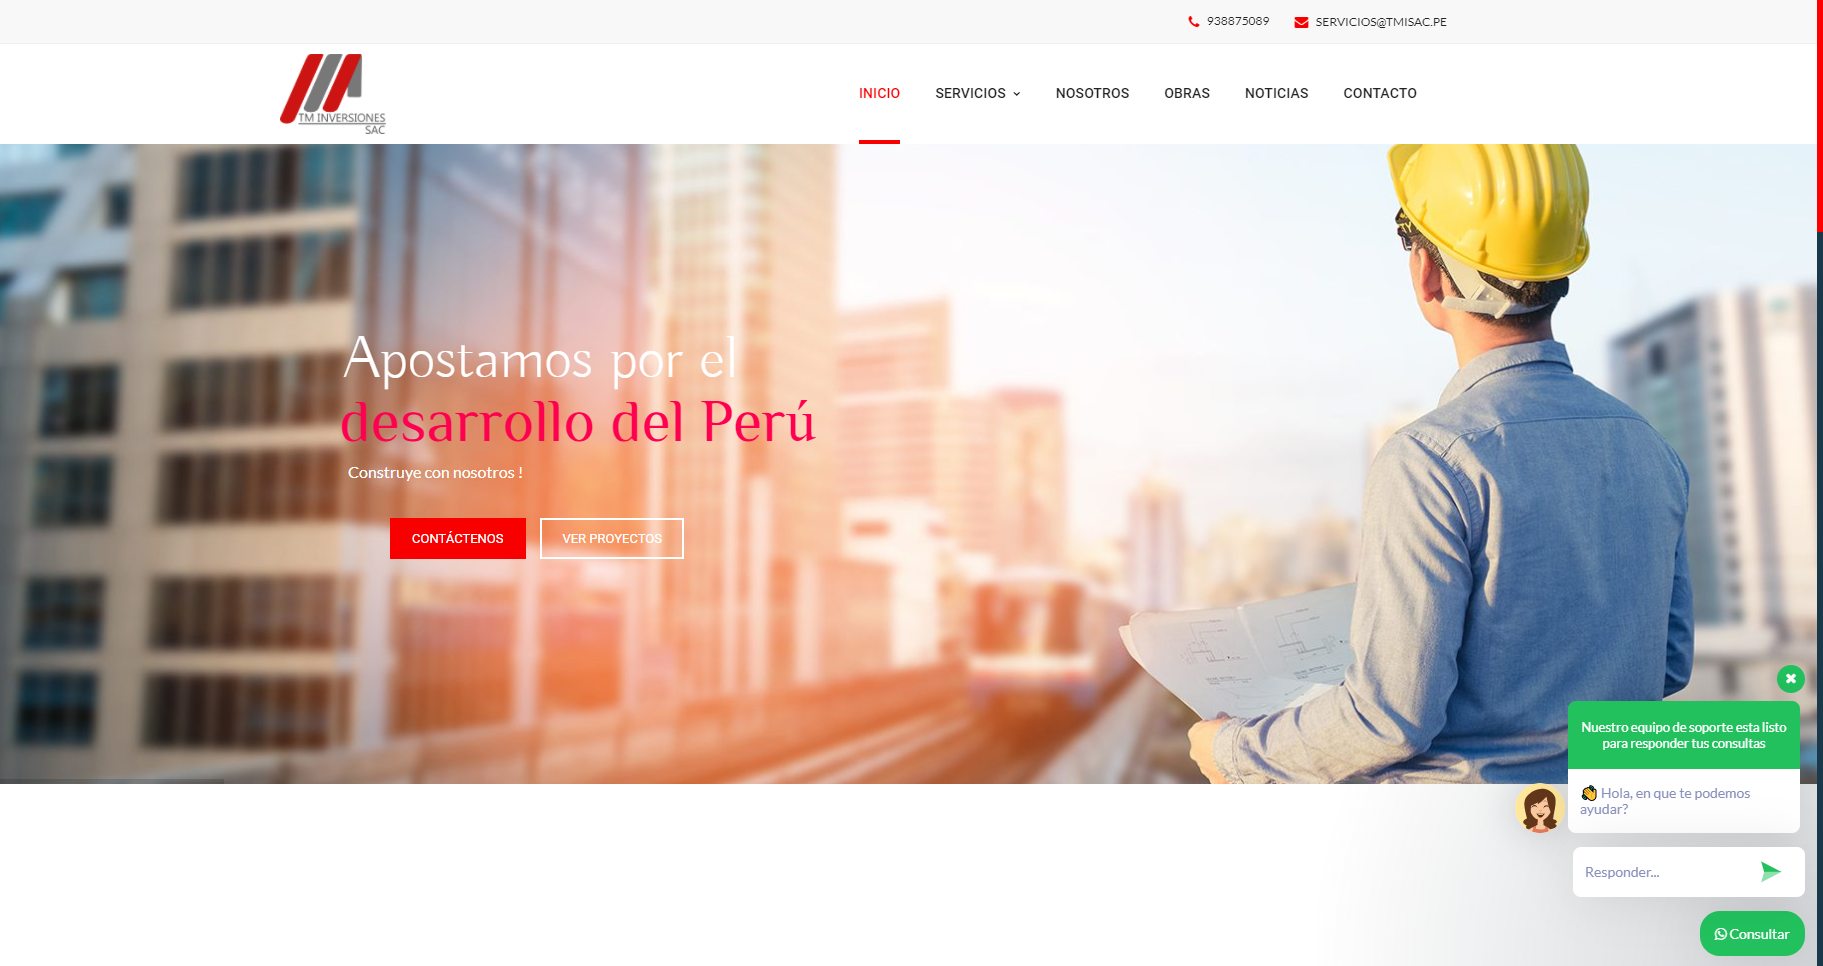 938875089
SERVICIOS@TMISAC.PE
TM INVERSIONES
SAC
INICIO
SERVICIOS
NOSOTROS
OBRAS
NOTICIAS
CONTACTO
Apostamos por el
desarrollo del Perú
Construye con nosotros !
CONTÁCTENOS
VER PROYECTOS
Nuestro equipo de soporte esta listo
para responder tus consultas
👋 Hola, en que te podemos
ayudar?
Responder...
Consultar